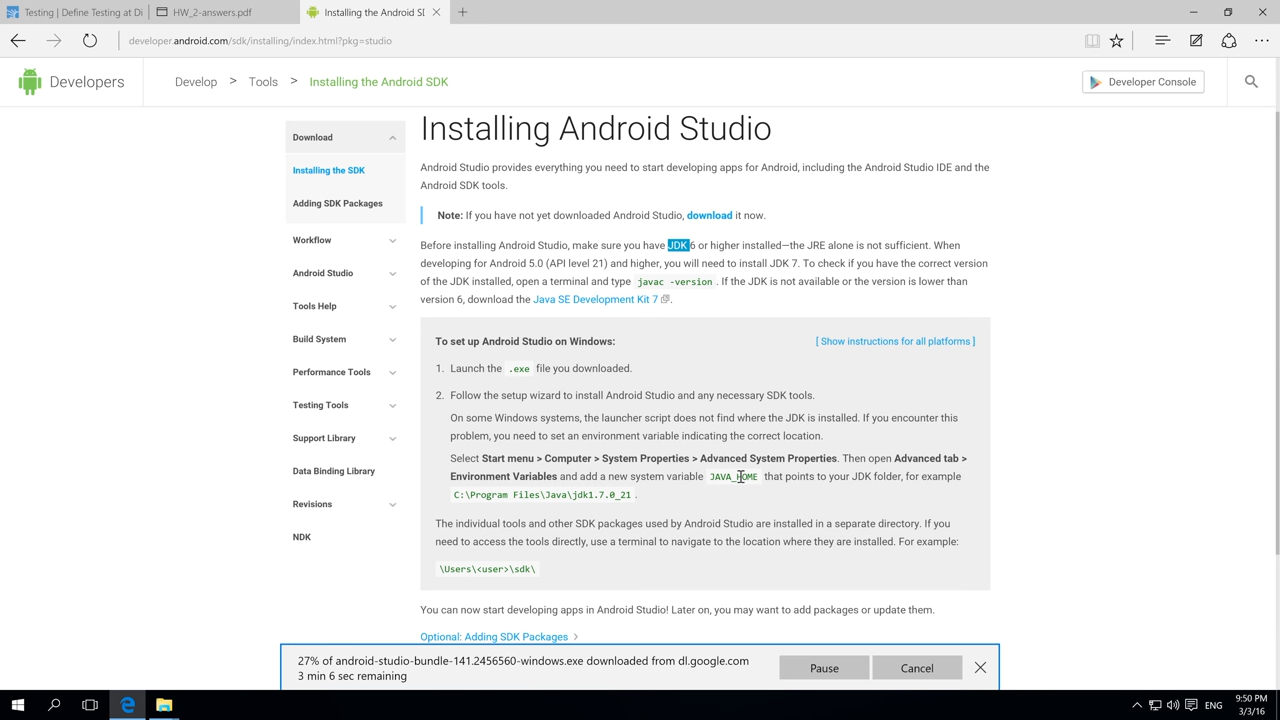 Testing | Define Testing at Di
HW_2-answers.pdf
Installing the Android SD
developer.android.com/sdk/installing/index.html?pkg=studio
Developers
Develop > Tools > Installing the Android SDK
Developer Console
Download
Installing the SDK
Adding SDK Packages
Workflow
Android Studio
Tools Help
Build System
Performance Tools
Testing Tools
Support Library
Data Binding Library
Revisions
NDK
Installing Android Studio
Android Studio provides everything you need to start developing apps for Android, including the Android Studio IDE and the
Android SDK tools.
Note: If you have not yet downloaded Android Studio, download it now.
Before installing Android Studio, make sure you have JDK 6 or higher installed—the JRE alone is not sufficient. When
developing for Android 5.0 (API level 21) and higher, you will need to install JDK 7. To check if you have the correct version
of the JDK installed, open a terminal and type javac -version. If the JDK is not available or the version is lower than
version 6, download the Java SE Development Kit 7.
To set up Android Studio on Windows:
[ Show instructions for all platforms ]
1. Launch the .exe file you downloaded.
2. Follow the setup wizard to install Android Studio and any necessary SDK tools.
On some Windows systems, the launcher script does not find where the JDK is installed. If you encounter this
problem, you need to set an environment variable indicating the correct location.
Select Start menu > Computer > System Properties > Advanced System Properties. Then open Advanced tab >
Environment Variables and add a new system variable JAVA_HOME that points to your JDK folder, for example
C:\Program Files\Java\jdk1.7.0_21.
The individual tools and other SDK packages used by Android Studio are installed in a separate directory. If you
need to access the tools directly, use a terminal to navigate to the location where they are installed. For example:
\Users\<user>\sdk\
You can now start developing apps in Android Studio! Later on, you may want to add packages or update them.
Optional: Adding SDK Packages >
27% of android-studio-bundle-141.2456560-windows.exe downloaded from dl.google.com
3 min 6 sec remaining
Pause
Cancel
ENG
9:50 PM
3/3/16